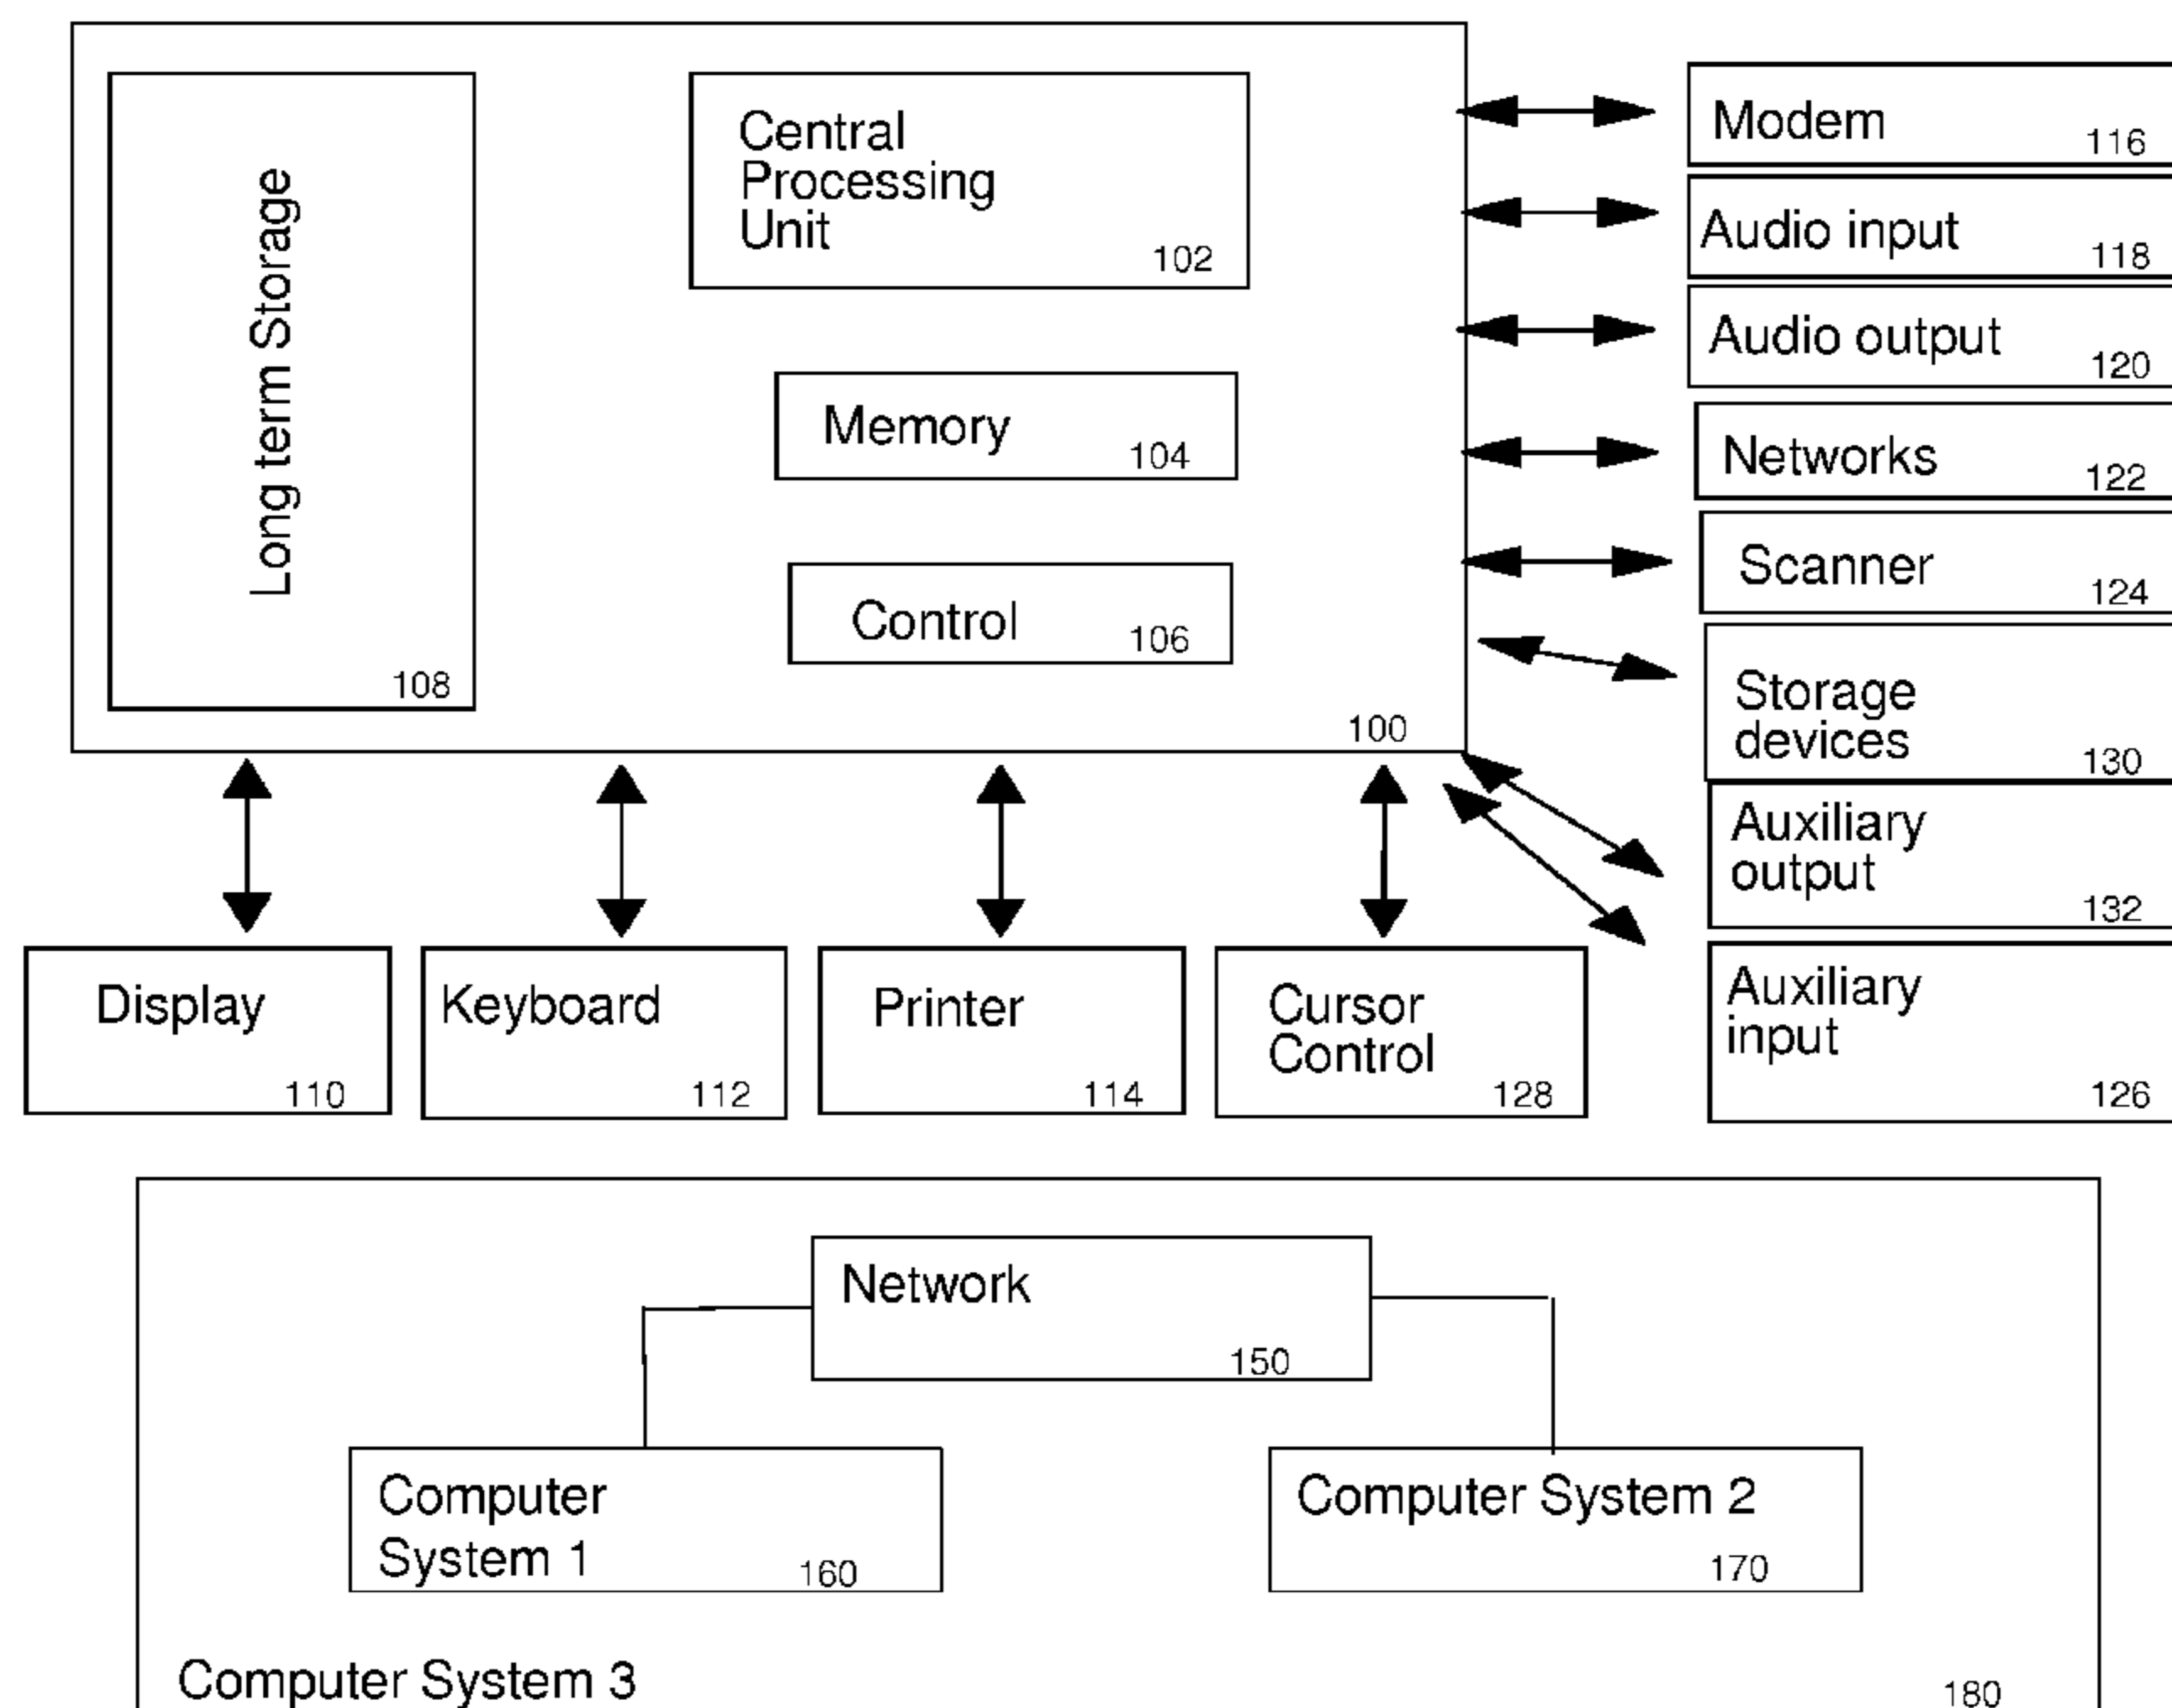 Long term Storage
108
Central
Processing
Unit
102
Memory
104
Control
106
100
Modem
116
Audio input
118
Audio output
120
Networks
122
Scanner
124
Storage
devices
130
Auxiliary
output
132
Auxiliary
input
126
Display
110
Keyboard
112
Printer
114
Cursor
Control
128
Network
150
Computer
System 1
160
Computer System 2
170
Computer System 3
180